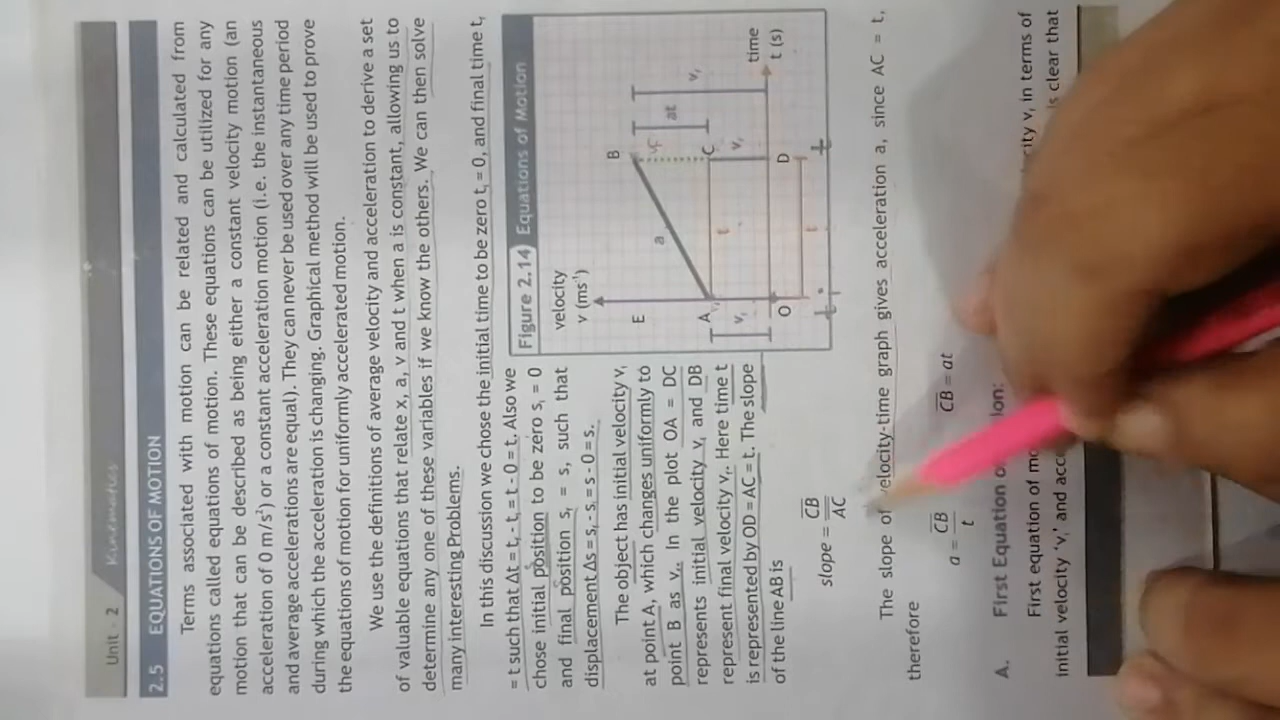 Unit - 2 Kinematics
2.5 EQUATIONS OF MOTION
Terms associated with motion can be related and calculated from
equations called equations of motion. These equations can be utilized for any
motion that can be described as being either a constant velocity motion (an
acceleration of 0 m/s²) or a constant acceleration motion (i.e. the instantaneous
and average accelerations are equal). They can never be used over any time period
during which the acceleration is changing. Graphical method will be used to prove
the equations of motion for uniformly accelerated motion.
We use the definitions of average velocity and acceleration to derive a set
of valuable equations that relate x, a, v and t when a is constant, allowing us to
determine any one of these variables if we know the others. We can then solve
many interesting Problems.
In this discussion we chose the initial time to be zero tᵢ = 0, and final time t,
= t such that Δt = t, - t, = t - 0 = t. Also we
chose initial position to be zero sᵢ = 0
and final position s, = s, such that
displacement Δs = s, - s, = s - 0 = s.
The object has initial velocity vᵢ
at point A, which changes uniformly to
point B as v,. In the plot OA = DC
represents initial velocity vᵢ and DB
represent final velocity v,. Here time t
is represented by OD = AC = t. The slope
of the line AB is
Figure 2.14 Equations of Motion
velocity
v (ms⁻¹)
E
B
a
vf
at
A
C
vᵢ
t
vᵢ
v,
time
t (s)
O
D
t
slope = CB
AC
The slope of velocity-time graph gives acceleration a, since AC = t,
therefore
a = CB
t
CB = at
A. First Equation
First equation of
v, in terms of
initial velocity 'vᵢ' and
is clear that